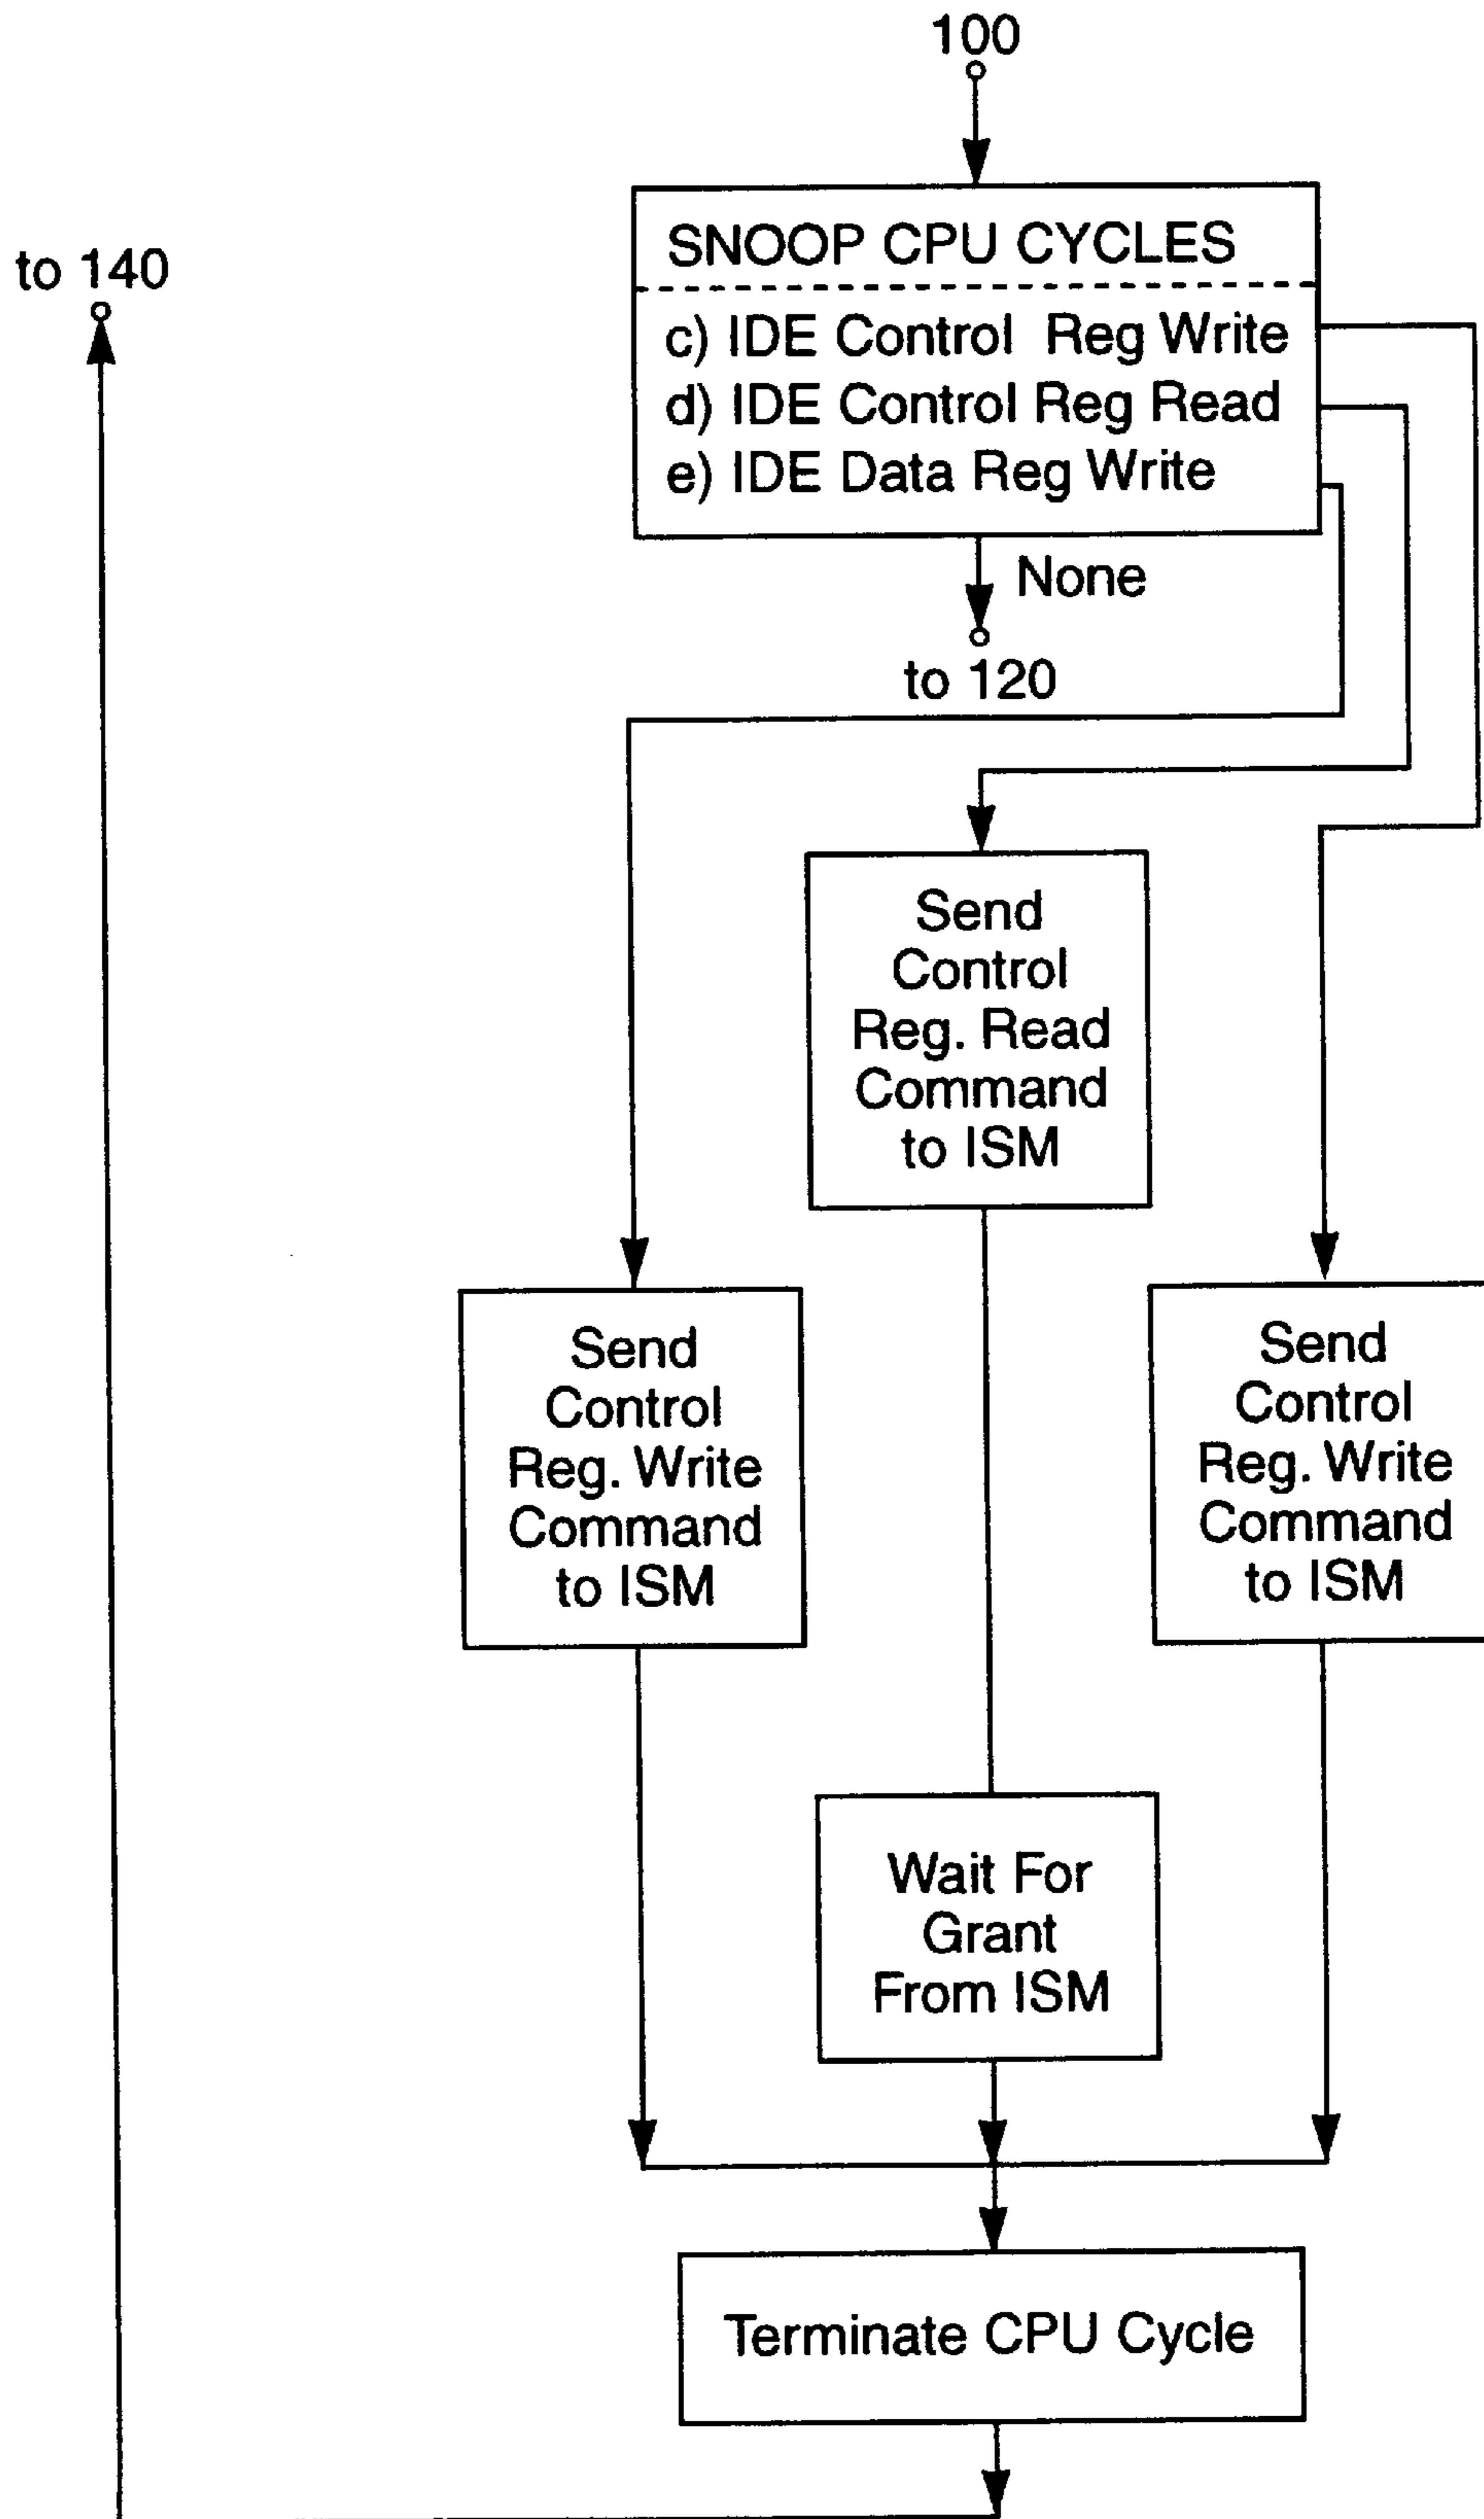 100
to 140
SNOOP CPU CYCLES
c) IDE Control Reg Write
d) IDE Control Reg Read
e) IDE Data Reg Write
None
to 120
Send
Control
Reg. Read
Command
to ISM
Send
Control
Reg. Write
Command
to ISM
Send
Control
Reg. Write
Command
to ISM
Wait For
Grant
From ISM
Terminate CPU Cycle